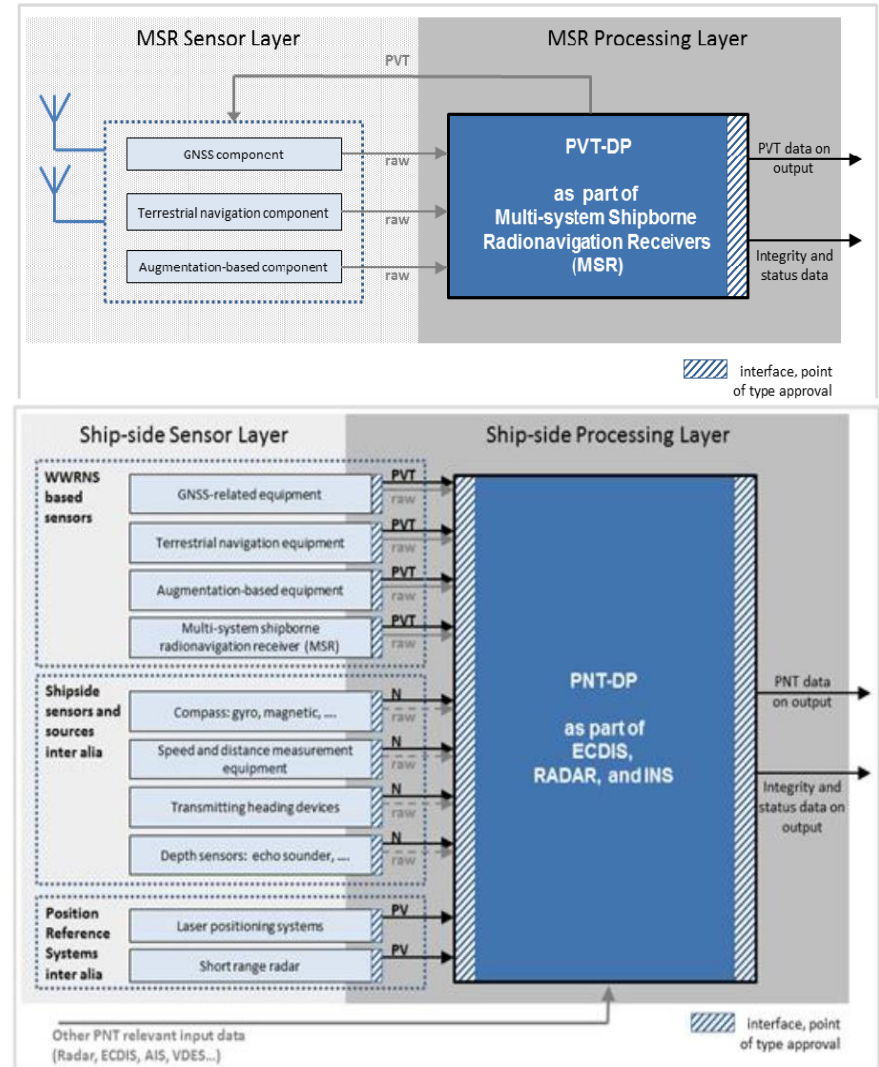 MSR Sensor Layer
MSR Processing Layer
PVT
GNSS component
raw
Terrestrial navigation component
raw
Augmentation-based component
raw
PVT-DP
as part of
Multi-system Shipborne
Radionavigation Receivers
(MSR)
PVT data on
output
Integrity and
status data
interface, point
of type approval
Ship-side Sensor Layer
Ship-side Processing Layer
WWRNS
based
sensors
GNSS-related equipment
PVT
raw
Terrestrial navigation equipment
PVT
raw
Augmentation-based equipment
PVT
raw
Multi-system shipborne
radionavigation receiver (MSR)
PVT
raw
Shipside
sensors and
sources
inter alia
Compass: gyro, magnetic, ....
N
raw
Speed and distance measurement
equipment
N
raw
Transmitting heading devices
N
raw
Depth sensors: echo sounder, ....
N
raw
Position
Reference
Systems
inter alia
Laser positioning systems
PV
Short range radar
PV
PNT-DP
as part of
ECDIS,
RADAR, and INS
PNT data
on output
Integrity and
status data on
output
Other PNT relevant input data
(Radar, ECDIS, AIS, VDES...)
interface, point
of type approval